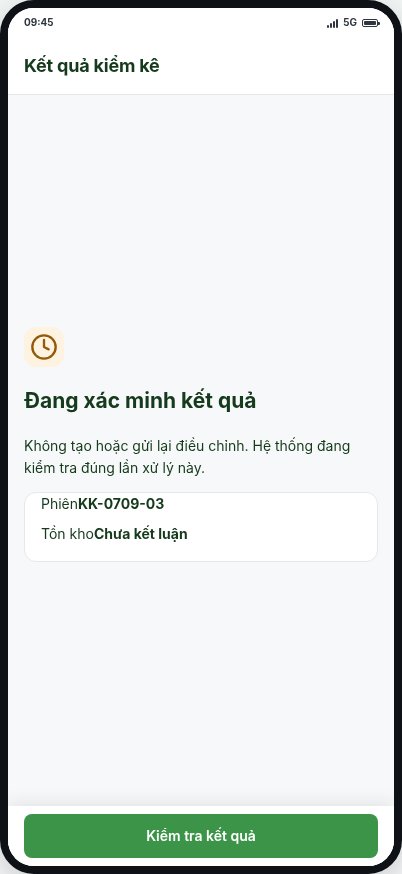 09:45
5G
Kết quả kiểm kê
Đang xác minh kết quả
Không tạo hoặc gửi lại điều chỉnh. Hệ thống đang
kiểm tra đúng lần xử lý này.
PhiênKK-0709-03
Tồn khoChưa kết luận
Kiểm tra kết quả